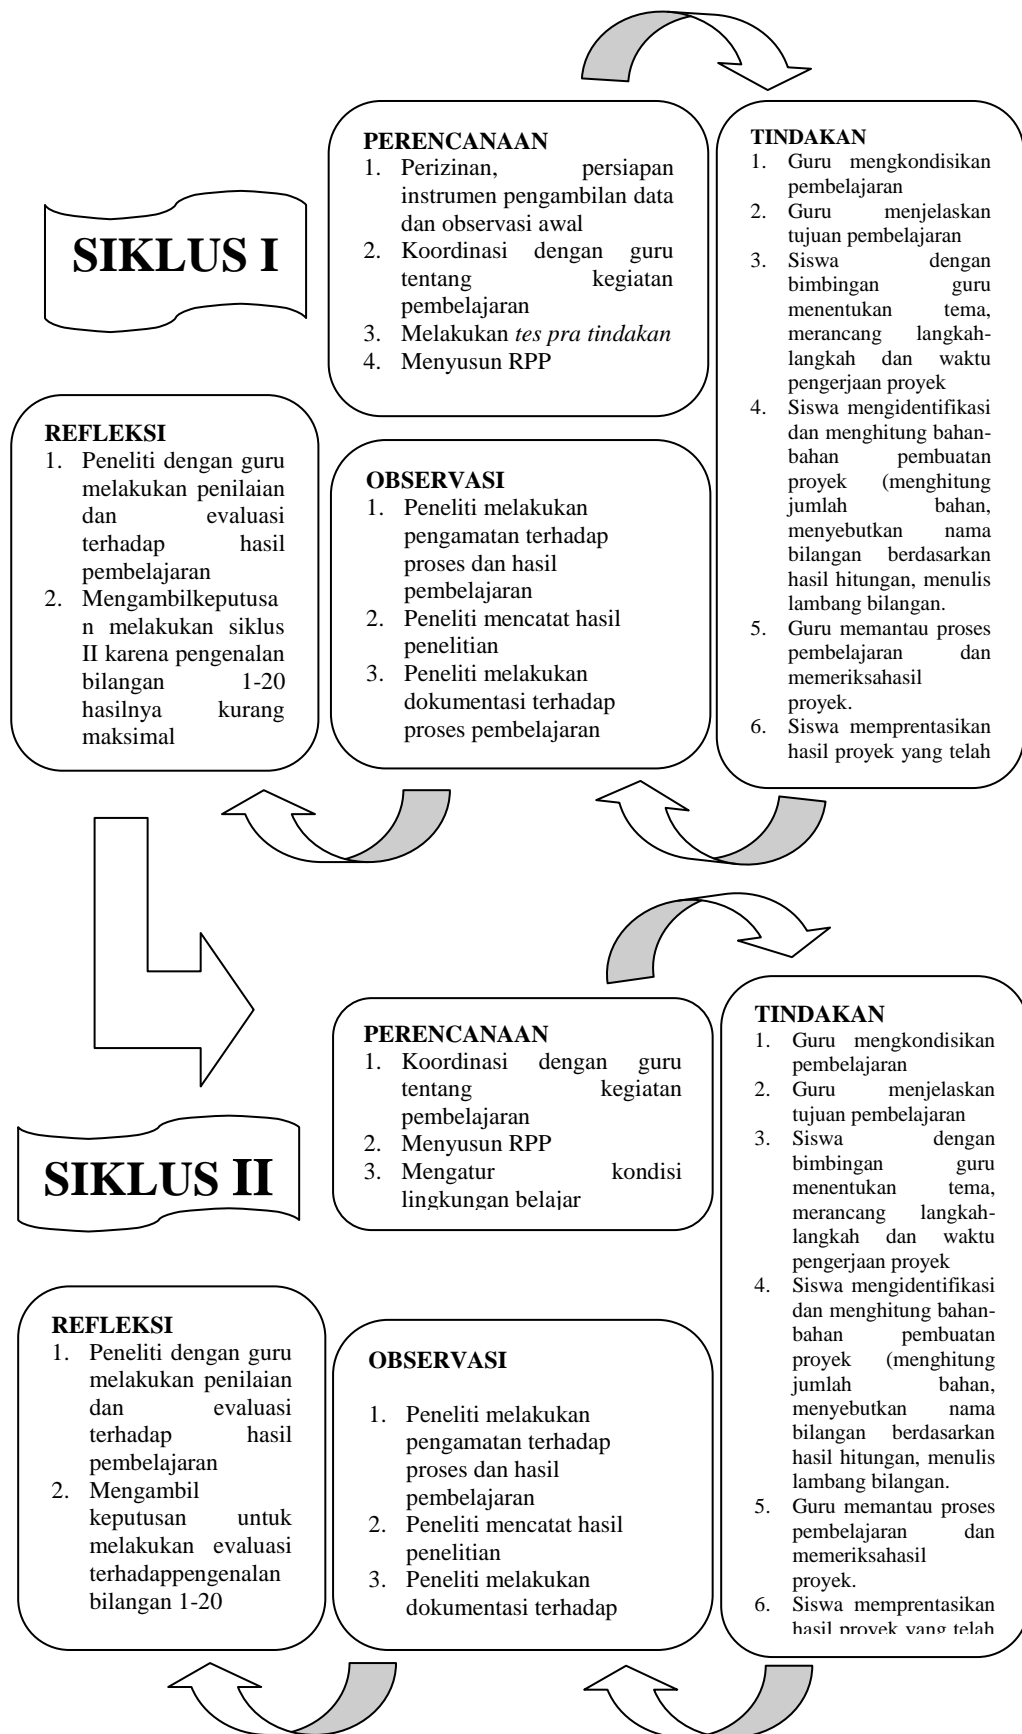 SIKLUS I
PERENCANAAN
1. Perizinan, persiapan
instrumen pengambilan data
dan observasi awal
2. Koordinasi dengan guru
tentang kegiatan
pembelajaran
3. Melakukan tes pra tindakan
4. Menyusun RPP
TINDAKAN
1. Guru mengkondisikan
pembelajaran
2. Guru menjelaskan
tujuan pembelajaran
3. Siswa dengan
bimbingan guru
menentukan tema,
merancang langkah-
langkah dan waktu
pengerjaan proyek
4. Siswa mengidentifikasi
dan menghitung bahan-
bahan pembuatan
proyek (menghitung
jumlah bahan,
menyebutkan nama
bilangan berdasarkan
hasil hitungan, menulis
lambang bilangan.
5. Guru memantau proses
pembelajaran dan
memeriksahasil
proyek.
6. Siswa memprentasikan
hasil proyek yang telah
OBSERVASI
1. Peneliti melakukan
pengamatan terhadap
proses dan hasil
pembelajaran
2. Peneliti mencatat hasil
penelitian
3. Peneliti melakukan
dokumentasi terhadap
proses pembelajaran
REFLEKSI
1. Peneliti dengan guru
melakukan penilaian
dan evaluasi
terhadap hasil
pembelajaran
2. Mengambilkeputusa
n melakukan siklus
II karena pengenalan
bilangan 1-20
hasilnya kurang
maksimal
SIKLUS II
PERENCANAAN
1. Koordinasi dengan guru
tentang kegiatan
pembelajaran
2. Menyusun RPP
3. Mengatur kondisi
lingkungan belajar
TINDAKAN
1. Guru mengkondisikan
pembelajaran
2. Guru menjelaskan
tujuan pembelajaran
3. Siswa dengan
bimbingan guru
menentukan tema,
merancang langkah-
langkah dan waktu
pengerjaan proyek
4. Siswa mengidentifikasi
dan menghitung bahan-
bahan pembuatan
proyek (menghitung
jumlah bahan,
menyebutkan nama
bilangan berdasarkan
hasil hitungan, menulis
lambang bilangan.
5. Guru memantau proses
pembelajaran dan
memeriksahasil
proyek.
6. Siswa memprentasikan
hasil proyek yang telah
OBSERVASI
1. Peneliti melakukan
pengamatan terhadap
proses dan hasil
pembelajaran
2. Peneliti mencatat hasil
penelitian
3. Peneliti melakukan
dokumentasi terhadap
REFLEKSI
1. Peneliti dengan guru
melakukan penilaian
dan evaluasi
terhadap hasil
pembelajaran
2. Mengambil
keputusan untuk
melakukan evaluasi
terhadappengenalan
bilangan 1-20